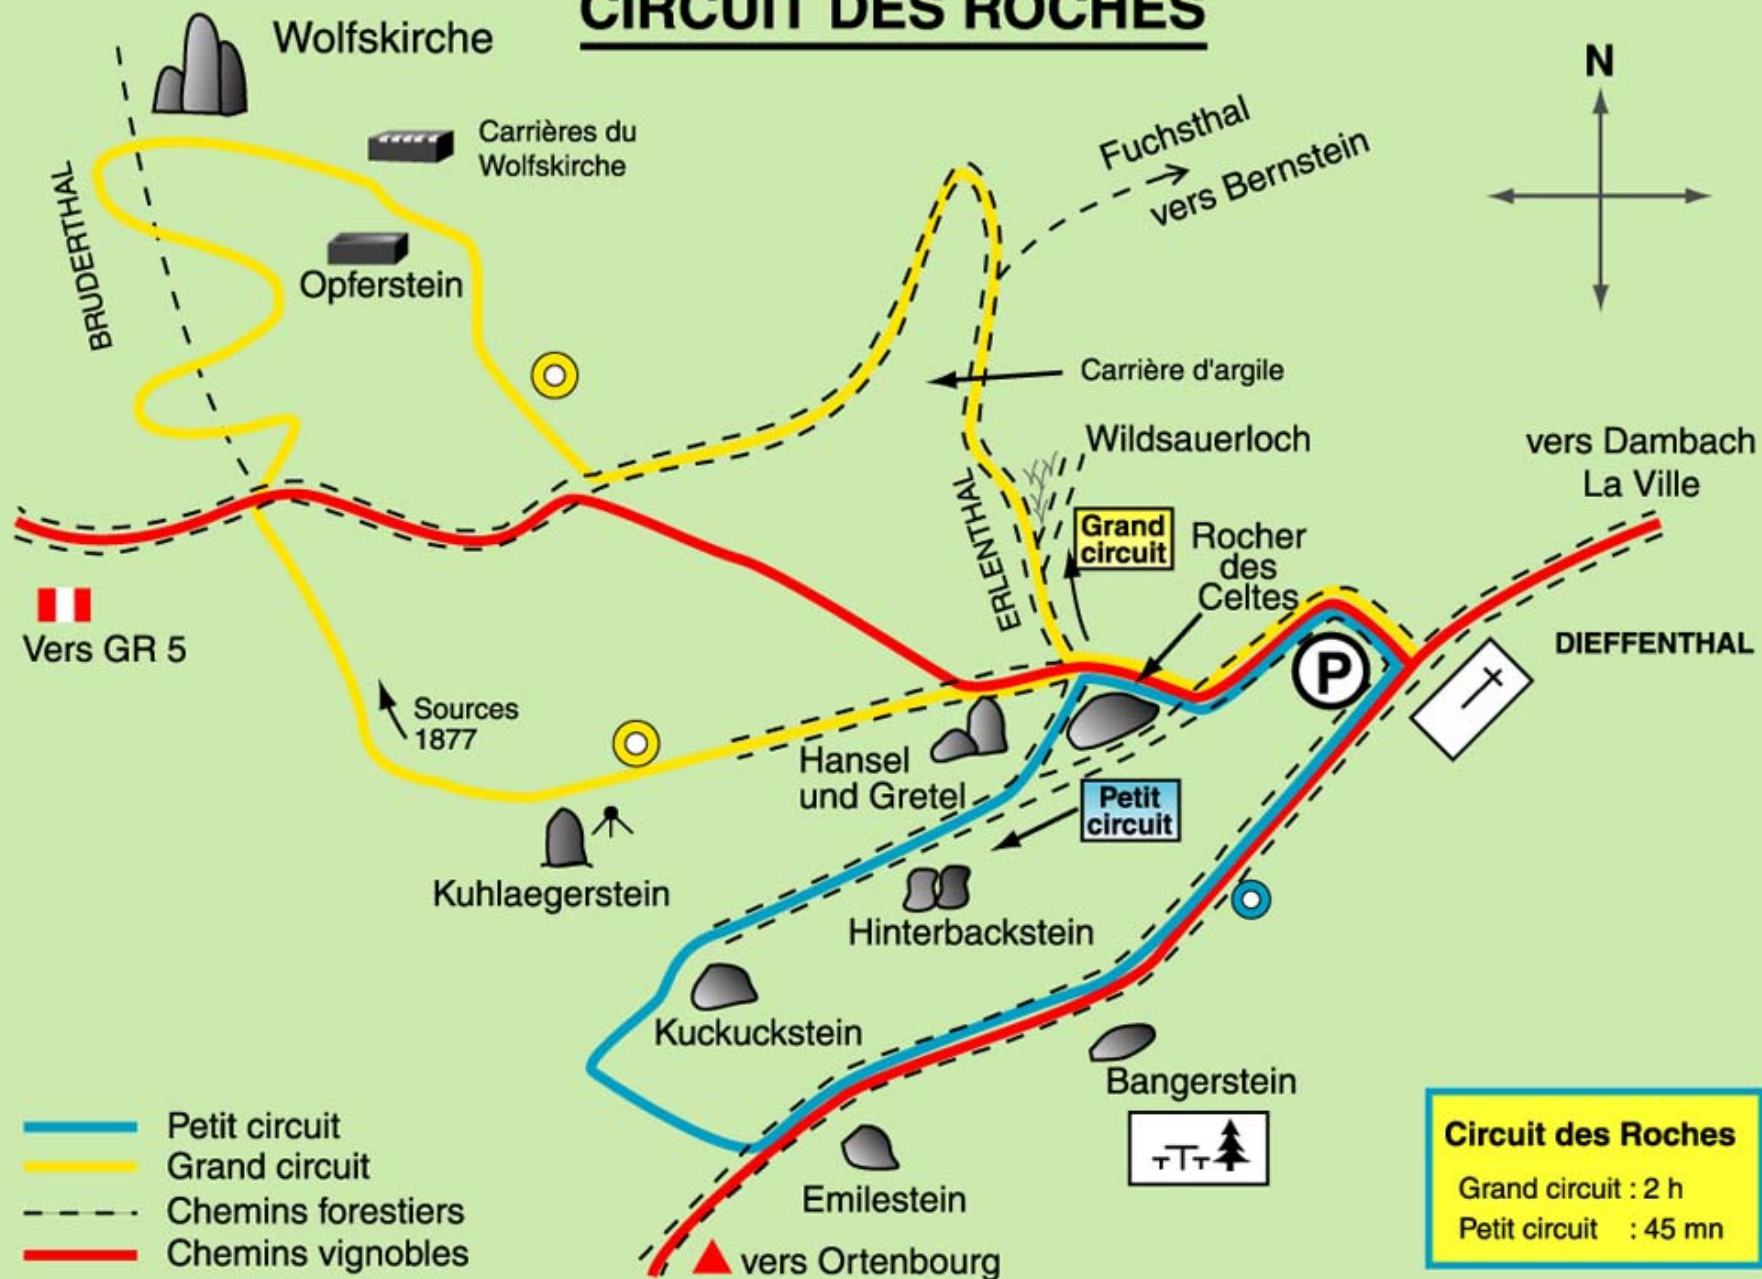 CIRCUIT DES ROCHES
Wolfskirche
N
Carrières du
Wolfskirche
Fuchsthal
vers Bernstein
BRUDERTHAL
Opferstein
Carrière d'argile
Wildsauerloch
vers Dambach
La Ville
ERLENTHAL
Grand
circuit
Rocher
des
Celtes
Vers GR 5
P
DIEFFENTHAL
Sources
1877
Hansel
und Gretel
Petit
circuit
Kuhlaegerstein
Hinterbackstein
Kuckuckstein
Bangerstein
Emilestein
vers Ortenbourg
Petit circuit
Grand circuit
Chemins forestiers
Chemins vignobles
Circuit des Roches
Grand circuit : 2 h
Petit circuit : 45 mn